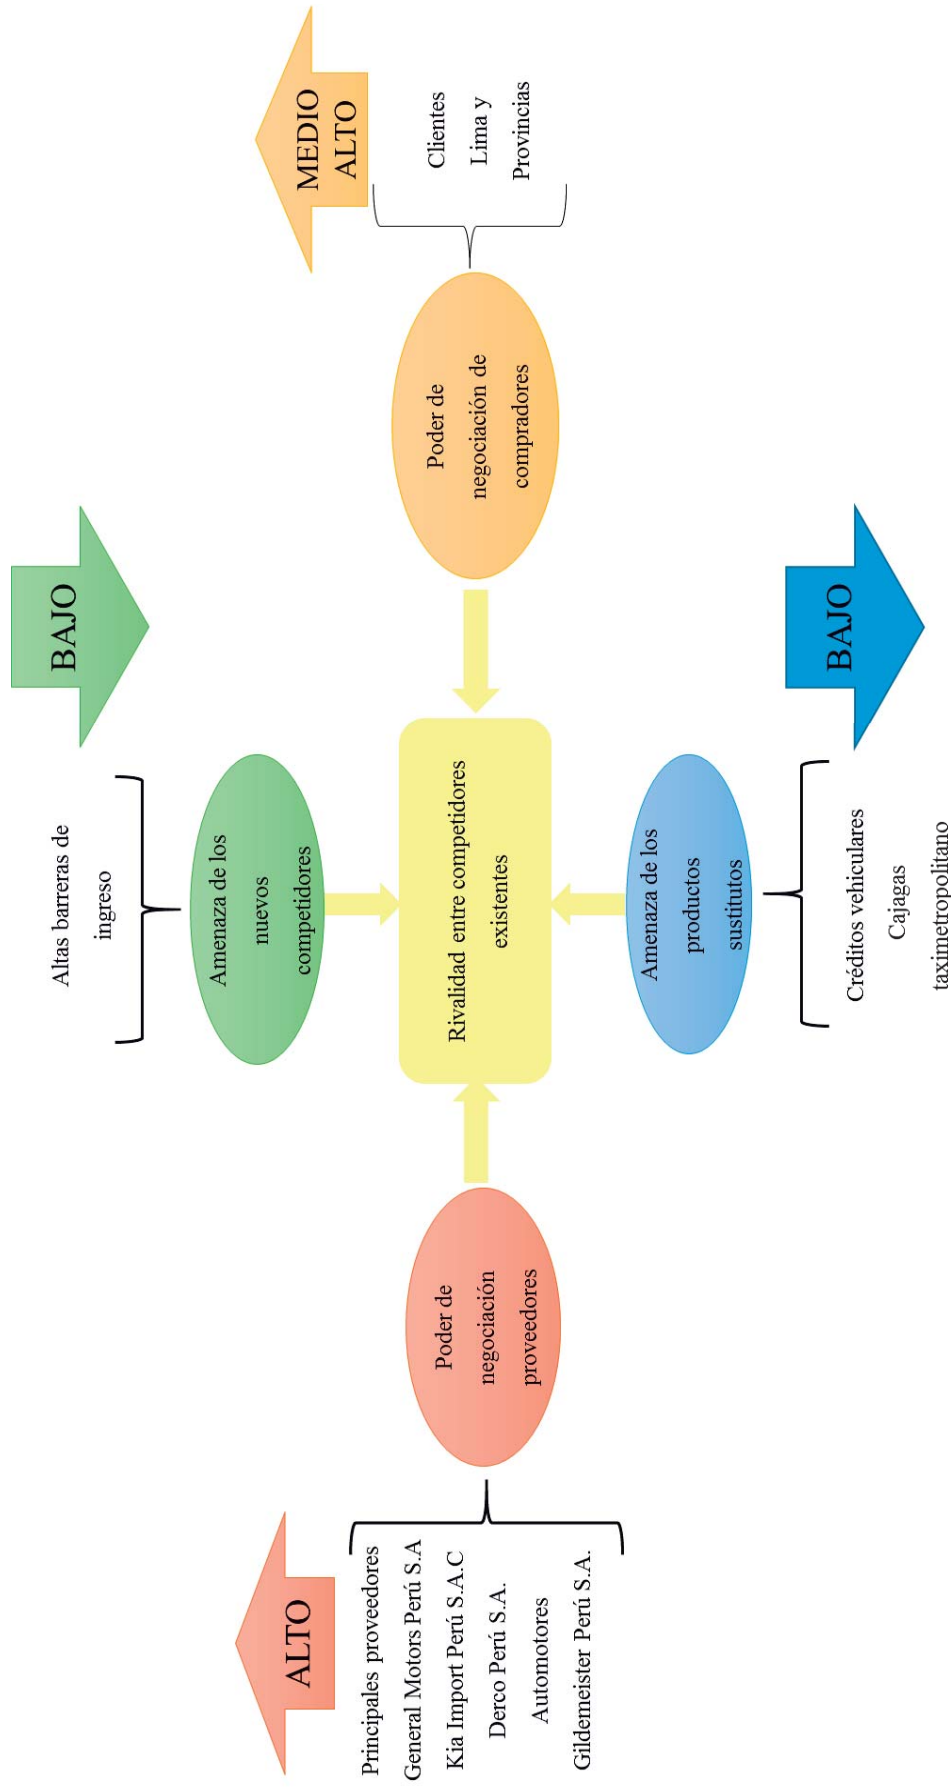 Altas barreras de
ingreso
BAJO
Amenaza de los
nuevos
competidores
ALTO
Principales proveedores
General Motors Perú S.A
Kia Import Perú S.A.C
Derco Perú S.A.
Automotores
Gildemeister Perú S.A.
Poder de
negociación
proveedores
Rivalidad entre competidores
existentes
Poder de
negociación de
compradores
MEDIO
ALTO
Clientes
Lima y
Provincias
Amenaza de los
productos
sustitutos
BAJO
Créditos vehiculares
Cajagas
taximetropolitano